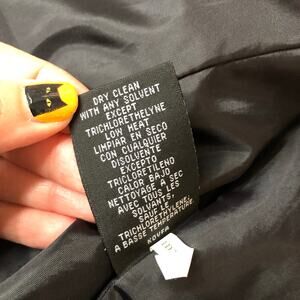 DRY CLEAN
WITH ANY SOLVENT
EXCEPT
TRICHLORETHELYNE
LOW HEAT
LIMPIAR EN SECO
CON CUALQUIER
DISOLVENTE
EXCEPTO
TRICLORETILENO
CALOR BAJO
NETTOYAGE A SEC
AVEC TOUS LES
SOLVANTS,
SAUF LE
TRICHLORETHYLENE,
A BASSE TEMPERATURE